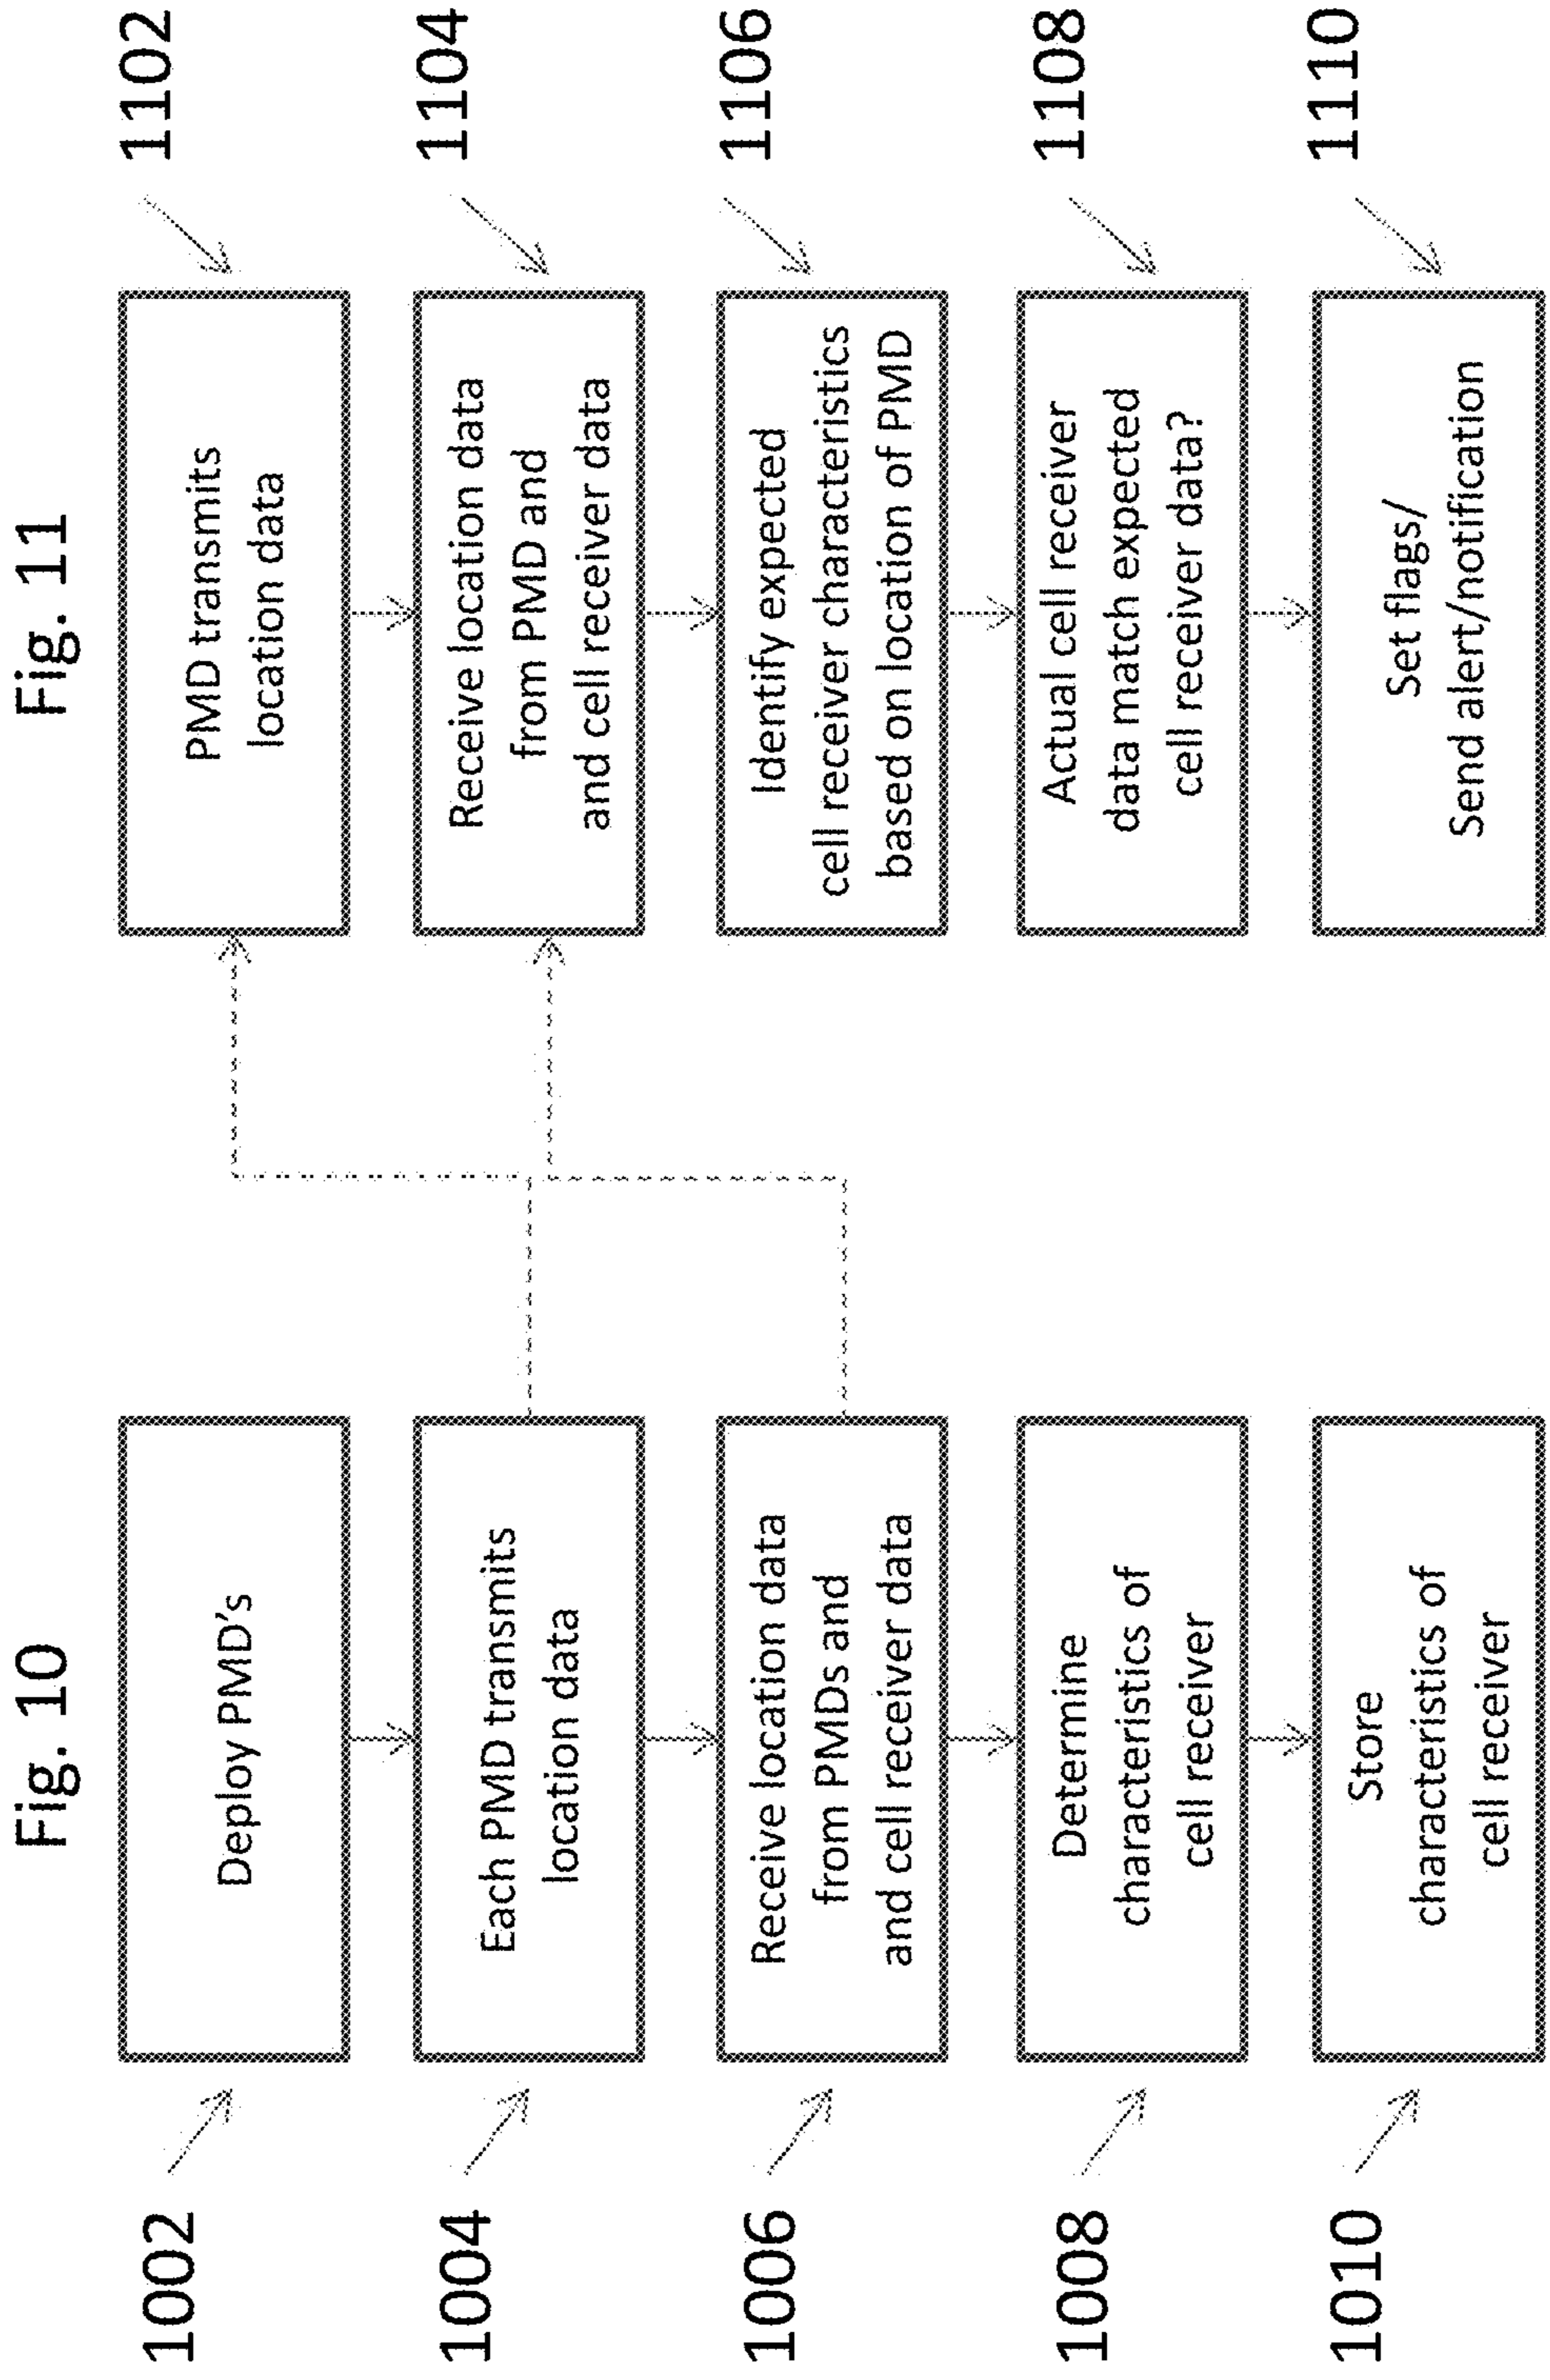 Fig. 10
1002
Deploy PMD's
1004
Each PMD transmits
location data
1006
Receive location data
from PMDs and
and cell receiver data
1008
Determine
characteristics of
cell receiver
1010
Store
characteristics of
cell receiver
Fig. 11
1102
PMD transmits
location data
1104
Receive location data
from PMD and
and cell receiver data
1106
Identify expected
cell receiver characteristics
based on location of PMD
1108
Actual cell receiver
data match expected
cell receiver data?
1110
Set flags/
Send alert/notification